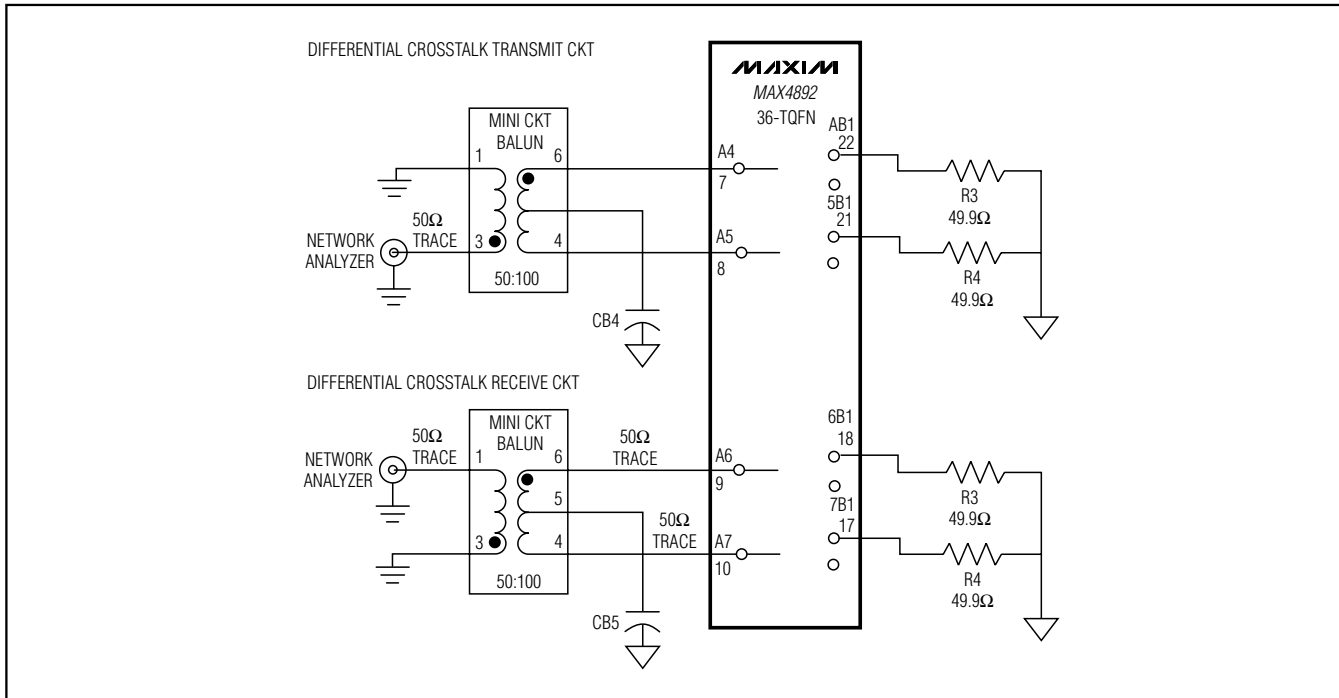 DIFFERENTIAL CROSSTALK TRANSMIT CKT
MAXIM
MAX4892
36-TQFN
MINI CKT
BALUN
1
6
50Ω
TRACE
3
4
50:100
NETWORK
ANALYZER
CB4
A4
7
A5
8
AB1
22
5B1
21
R3
49.9Ω
R4
49.9Ω
DIFFERENTIAL CROSSTALK RECEIVE CKT
NETWORK
ANALYZER
50Ω
TRACE
MINI CKT
BALUN
1
6
5
3
4
50:100
50Ω
TRACE
50Ω
TRACE
CB5
A6
9
A7
10
6B1
18
7B1
17
R3
49.9Ω
R4
49.9Ω